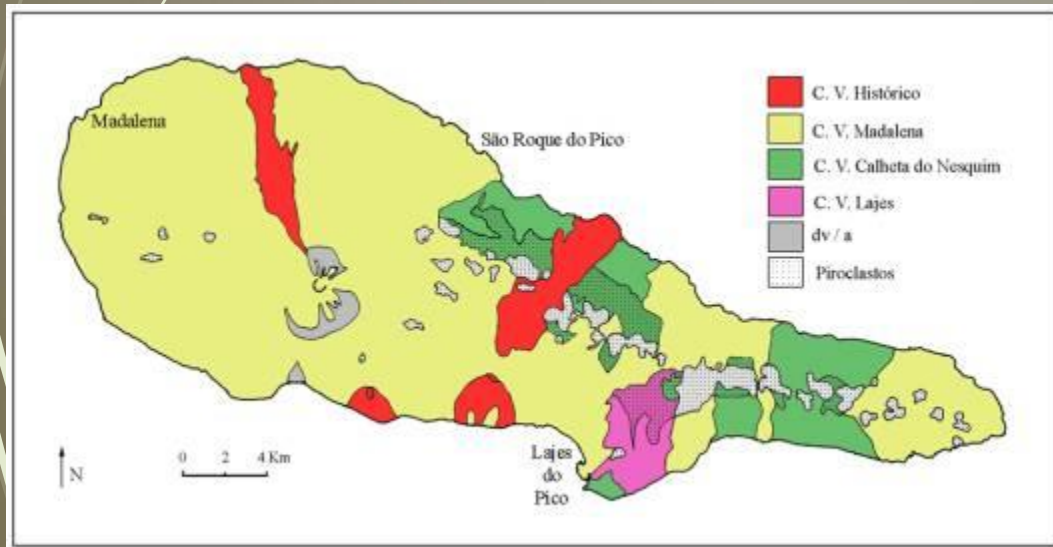 Madalena
São Roque do Pico
Lajes
do
Pico
C. V. Histórico
C. V. Madalena
C. V. Calheta do Nesquim
C. V. Lajes
dv / a
Piroclastos
N
0 2 4 Km